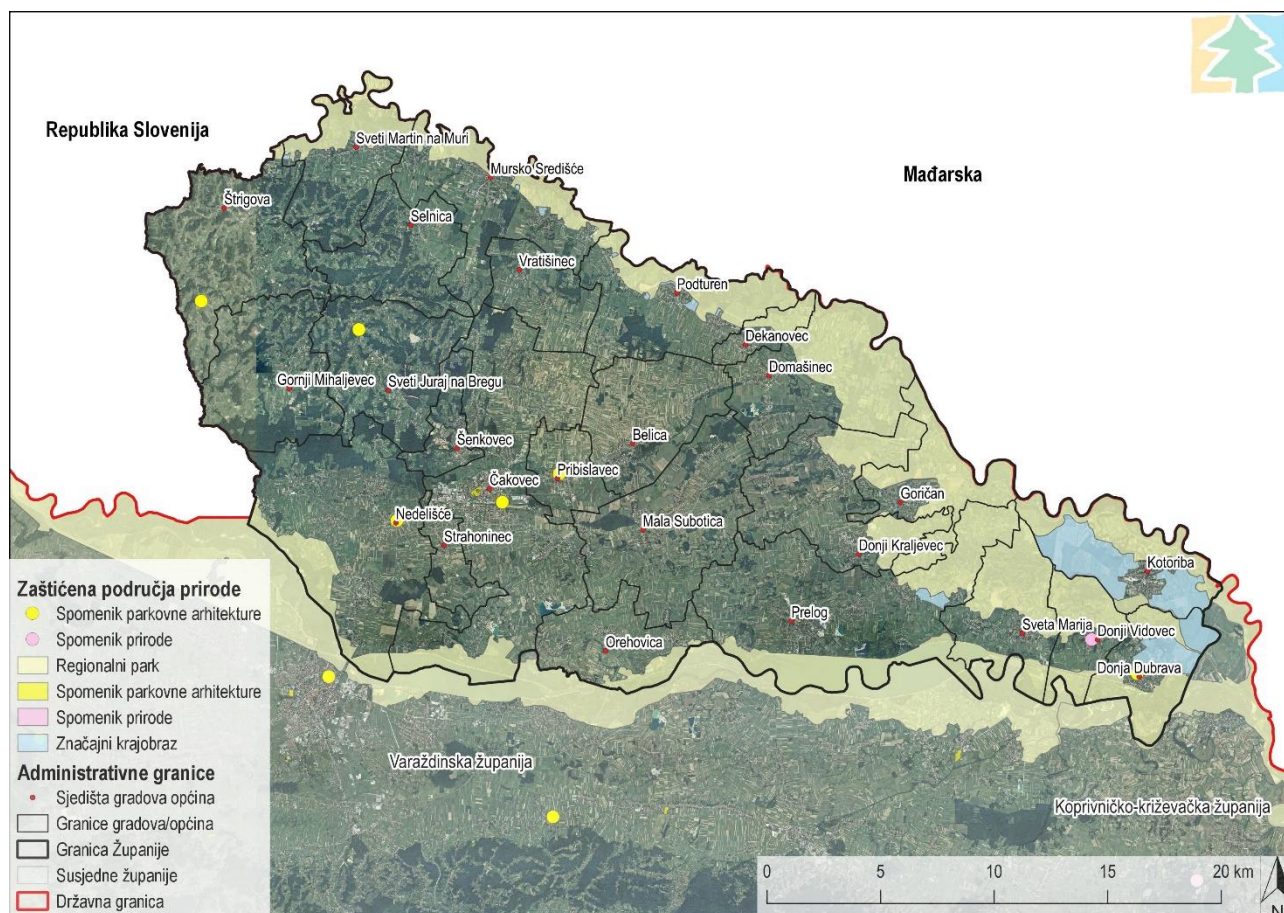 Republika Slovenija
Mađarska
Sveti Martin na Muri
Mursko Središće
Štrigova
Selnica
Vratišinec
Podturen
Dekanovec
Domašinec
Gornji Mihaljevec
Sveti Juraj na Bregu
Šenkovec
Belica
Pribislavec
Čakovec
Nedelišće
Strahoninec
Mala Subotica
Goričan
Donji Kraljevec
Kotoriba
Prelog
Orehovica
Sveta Marija
Donji Vidovec
Donja Dubrava
Varaždinska županija
Koprivničko-križevačka županija
Zaštićena područja prirode
Spomenik parkovne arhitekture
Spomenik prirode
Regionalni park
Spomenik parkovne arhitekture
Spomenik prirode
Značajni krajobraz
Administrativne granice
Sjedišta gradova općina
Granice gradova/općina
Granica Županije
Susjedne županije
Državna granica
0 5 10 15 20 km
N